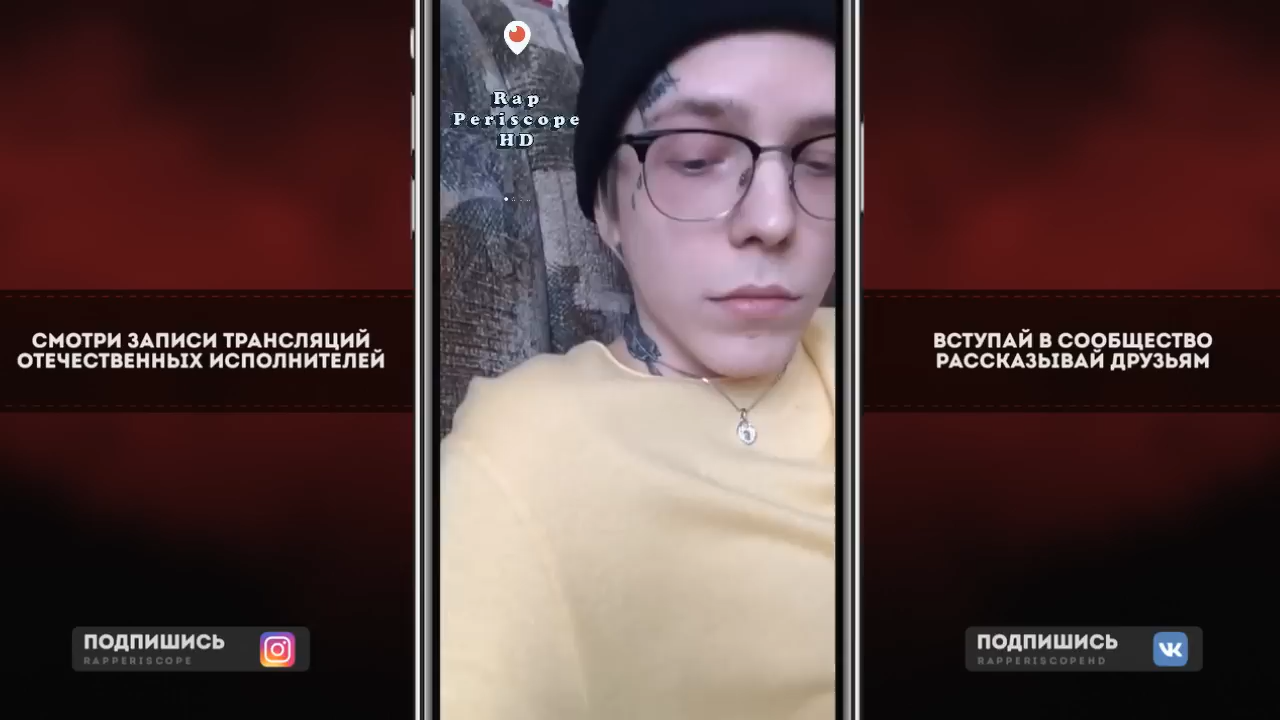 Rap
Periscope
HD
СМОТРИ ЗАПИСИ ТРАНСЛЯЦИЙ
ОТЕЧЕСТВЕННЫХ ИСПОЛНИТЕЛЕЙ
ВСТУПАЙ В СООБЩЕСТВО
РАССКАЗЫВАЙ ДРУЗЬЯМ
ПОДПИШИСЬ
RAPPERISCOPE
ПОДПИШИСЬ
RAPPERISCOPEHD